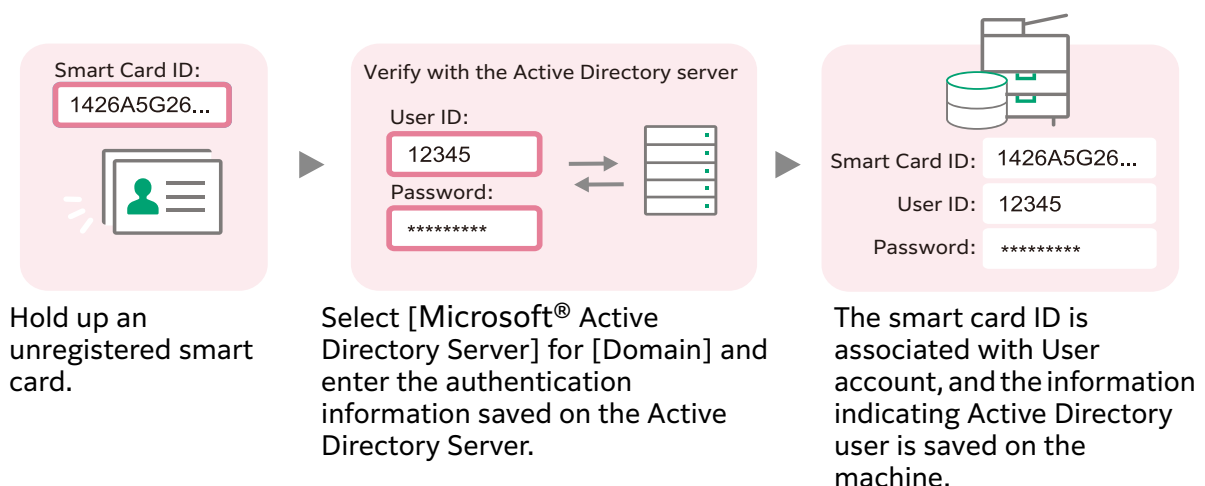 Smart Card ID:
1426A5G26...
Hold up an
unregistered smart
card.
Verify with the Active Directory server
User ID:
12345
Password:
*********
Select [Microsoft® Active
Directory Server] for [Domain] and
enter the authentication
information saved on the Active
Directory Server.
Smart Card ID: 1426A5G26...
User ID: 12345
Password: *********
The smart card ID is
associated with User
account, and the information
indicating Active Directory
user is saved on the
machine.